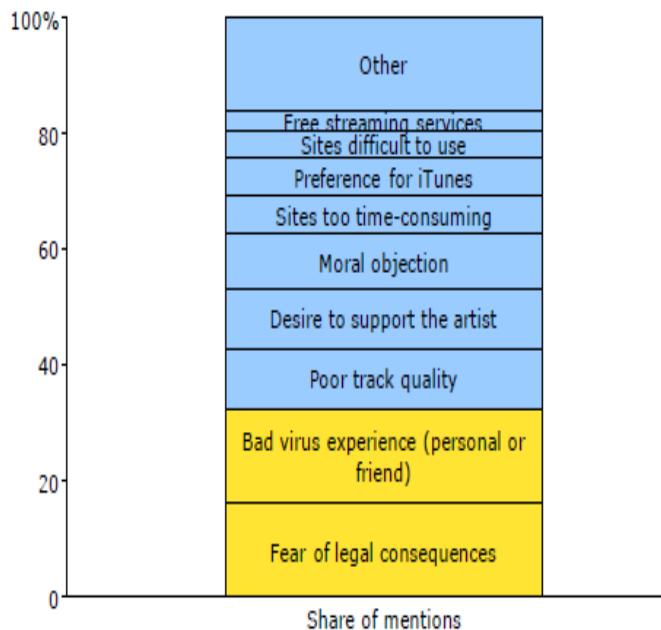 100%
Other
Free streaming services
80
Sites difficult to use
Preference for iTunes
Sites too time-consuming
60
Moral objection
Desire to support the artist
40
Poor track quality
Bad virus experience (personal or
friend)
20
Fear of legal consequences
0
Share of mentions